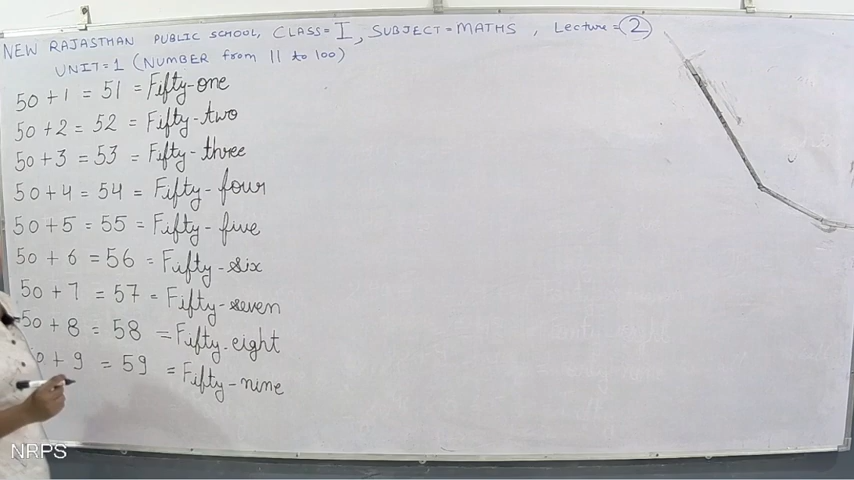 NEW RAJASTHAN PUBLIC SCHOOL, CLASS=I, SUBJECT=MATHS, Lecture=2
UNIT=1 (NUMBER from 11 to 100)
50+1 = 51 = Fifty-one
50+2 = 52 = Fifty-two
50+3 = 53 = Fifty-three
50+4 = 54 = Fifty-four
50+5 = 55 = Fifty-five
50+6 = 56 = Fifty-six
50+7 = 57 = Fifty-seven
50+8 = 58 = Fifty-eight
0+9 = 59 = Fifty-nine
NRPS